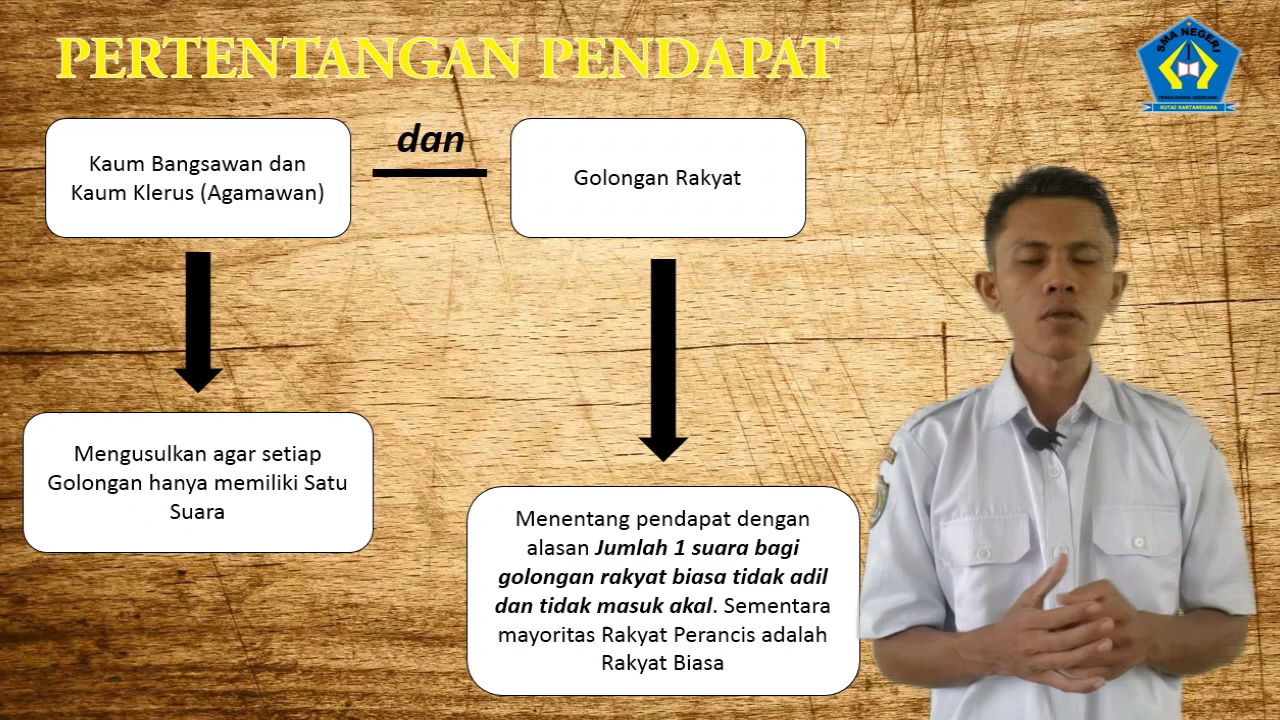 PERTENTANGAN PENDAPAT
SMA NEGERI
KUTAI KARTANEGARA
Kaum Bangsawan dan
Kaum Klerus (Agamawan)
dan
Golongan Rakyat
Mengusulkan agar setiap
Golongan hanya memiliki Satu
Suara
Menentang pendapat dengan
alasan Jumlah 1 suara bagi
golongan rakyat biasa tidak adil
dan tidak masuk akal. Sementara
mayoritas Rakyat Perancis adalah
Rakyat Biasa